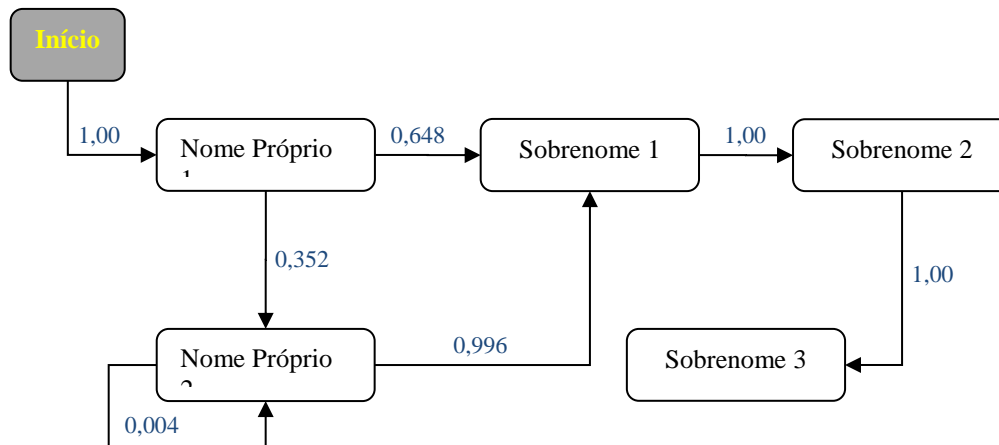 Início
1,00
Nome Próprio
0,648
Sobrenome 1
1,00
Sobrenome 2
0,352
1,00
Nome Próprio
0,996
Sobrenome 3
0,004